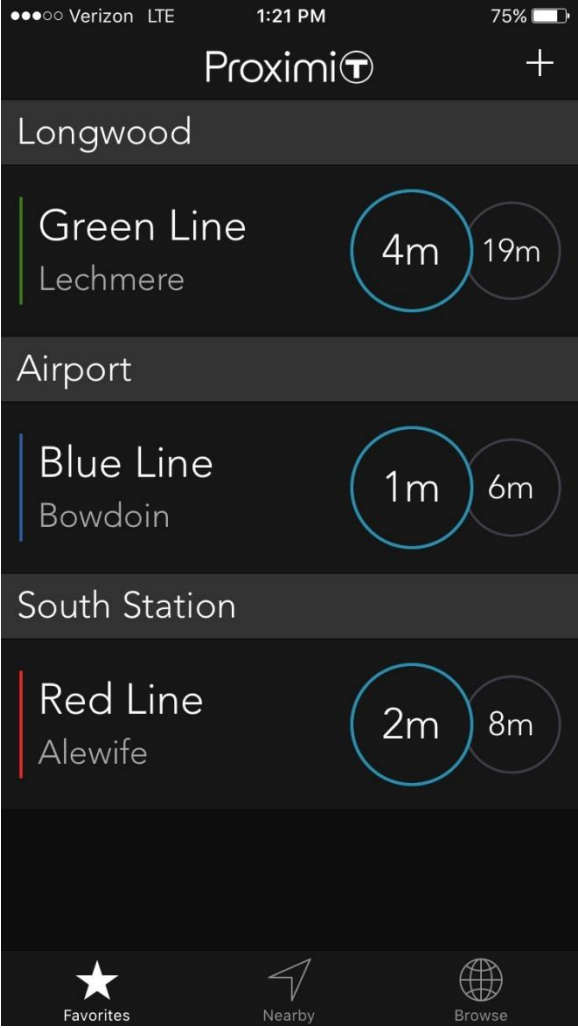 Verizon LTE 1:21 PM 75%
ProximiT +
Longwood
Green Line
Lechmere
4m 19m
Airport
Blue Line
Bowdoin
1m 6m
South Station
Red Line
Alewife
2m 8m
Favorites Nearby Browse